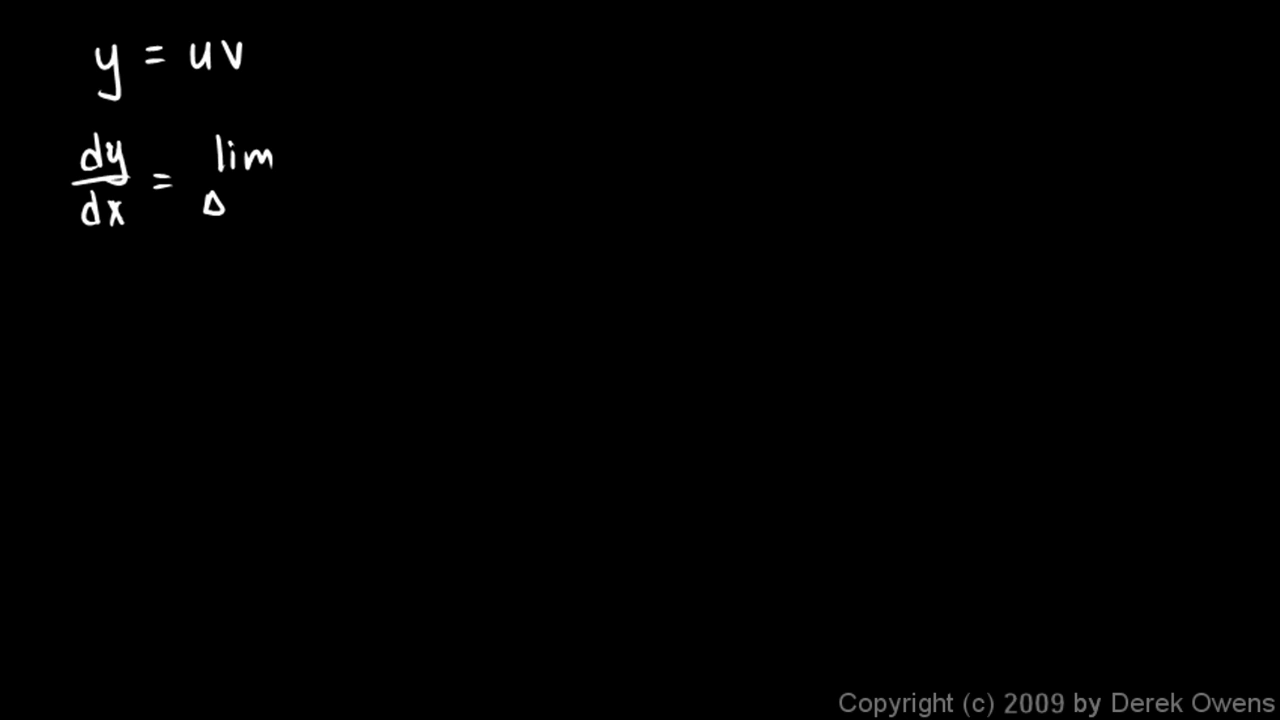 y = uv
dy/dx = lim Δ
Copyright (c) 2009 by Derek Owens